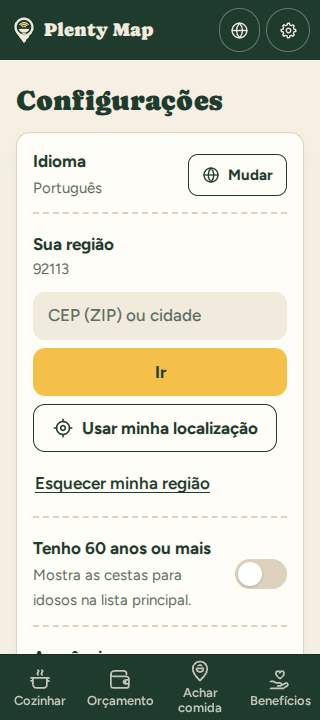 Plenty Map
Configurações
Idioma
Português
Mudar
Sua região
92113
CEP (ZIP) ou cidade
Ir
Usar minha localização
Esquecer minha região
Tenho 60 anos ou mais
Mostra as cestas para
idosos na lista principal.
Cozinhar
Orçamento
Achar
comida
Benefícios